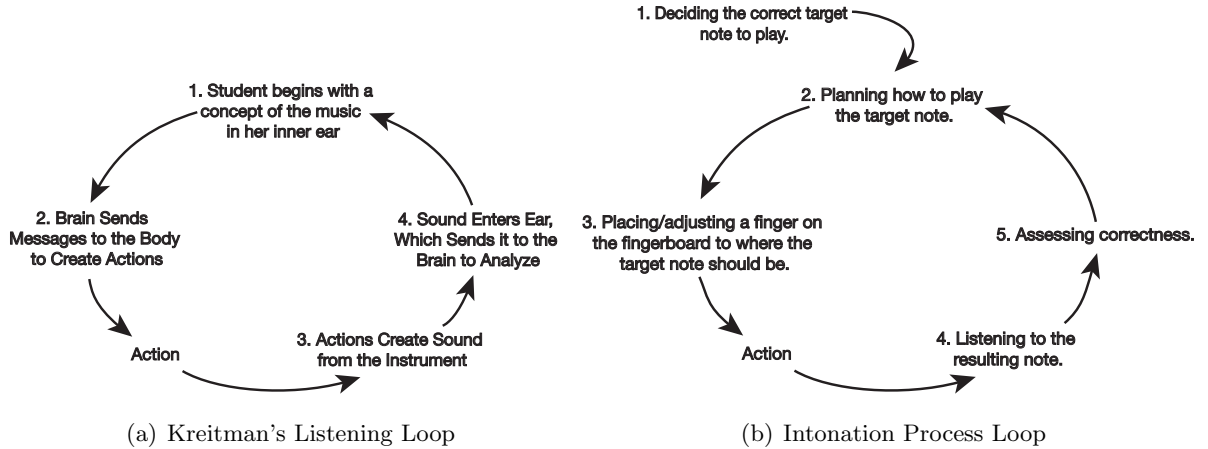 1. Student begins with a
concept of the music
in her inner ear
2. Brain Sends
Messages to the Body
to Create Actions
Action
3. Actions Create Sound
from the Instrument
4. Sound Enters Ear,
Which Sends it to the
Brain to Analyze
(a) Kreitman's Listening Loop
1. Deciding the correct target
note to play.
2. Planning how to play
the target note.
3. Placing/adjusting a finger on
the fingerboard to where the
target note should be.
Action
4. Listening to the
resulting note.
5. Assessing correctness.
(b) Intonation Process Loop